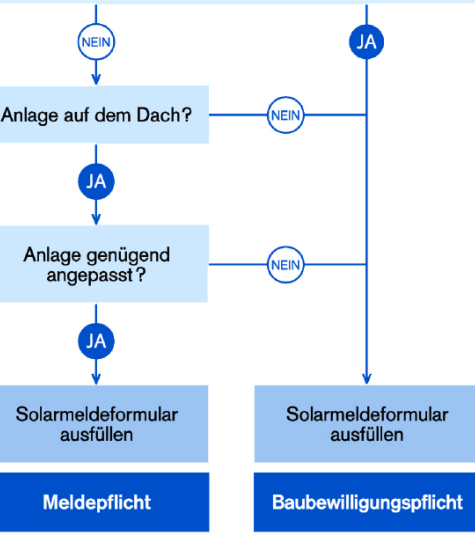 NEIN
JA
Anlage auf dem Dach?
NEIN
JA
Anlage genügend
angepasst?
NEIN
JA
Solarmeldeformular
ausfüllen
Solarmeldeformular
ausfüllen
Meldepflicht
Baubewilligungspflicht